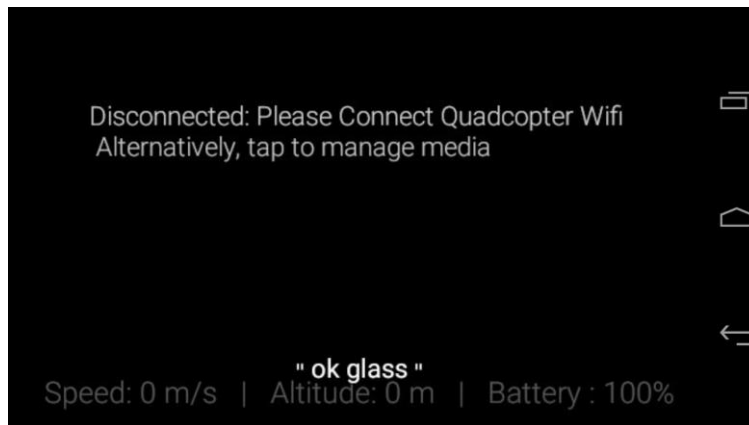 Disconnected: Please Connect Quadcopter Wifi
Alternatively, tap to manage media
" ok glass "
Speed: 0 m/s | Altitude: 0 m | Battery : 100%